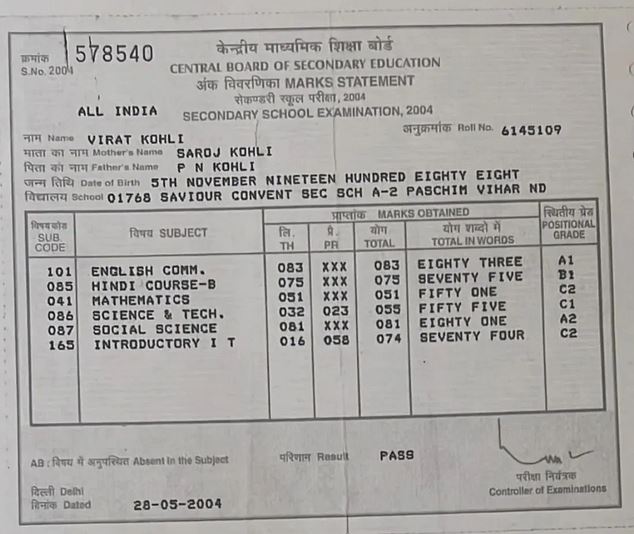 क्रमांक 578540
S.No. 2004
केन्द्रीय माध्यमिक शिक्षा बोर्ड
CENTRAL BOARD OF SECONDARY EDUCATION
अंक विवरणिका MARKS STATEMENT
सेकण्डरी स्कूल परीक्षा, 2004
ALL INDIA SECONDARY SCHOOL EXAMINATION, 2004
अनुक्रमांक Roll No. 6145109
नाम Name VIRAT KOHLI
माता का नाम Mother's Name SAROJ KOHLI
पिता का नाम Father's Name P N KOHLI
जन्म तिथि Date of Birth 5TH NOVEMBER NINETEEN HUNDRED EIGHTY EIGHT
विद्यालय School 01768 SAVIOUR CONVENT SEC SCH A-2 PASCHIM VIHAR ND
विषय कोड SUB. CODE विषय SUBJECT प्राप्तांक MARKS OBTAINED स्थितीय ग्रेड POSITIONAL GRADE
लि. TH प्रे. PR योग TOTAL योग शब्दों में TOTAL IN WORDS
101 ENGLISH COMM. 083 XXX 083 EIGHTY THREE A1
085 HINDI COURSE-B 075 XXX 075 SEVENTY FIVE B1
041 MATHEMATICS 051 XXX 051 FIFTY ONE C2
086 SCIENCE & TECH. 032 023 055 FIFTY FIVE C1
087 SOCIAL SCIENCE 081 XXX 081 EIGHTY ONE A2
165 INTRODUCTORY I T 016 058 074 SEVENTY FOUR C2
AB : विषय में अनुपस्थित Absent in the Subject परिणाम Result PASS
दिल्ली Delhi परीक्षा नियंत्रक
दिनांक Dated 28-05-2004 Controller of Examinations